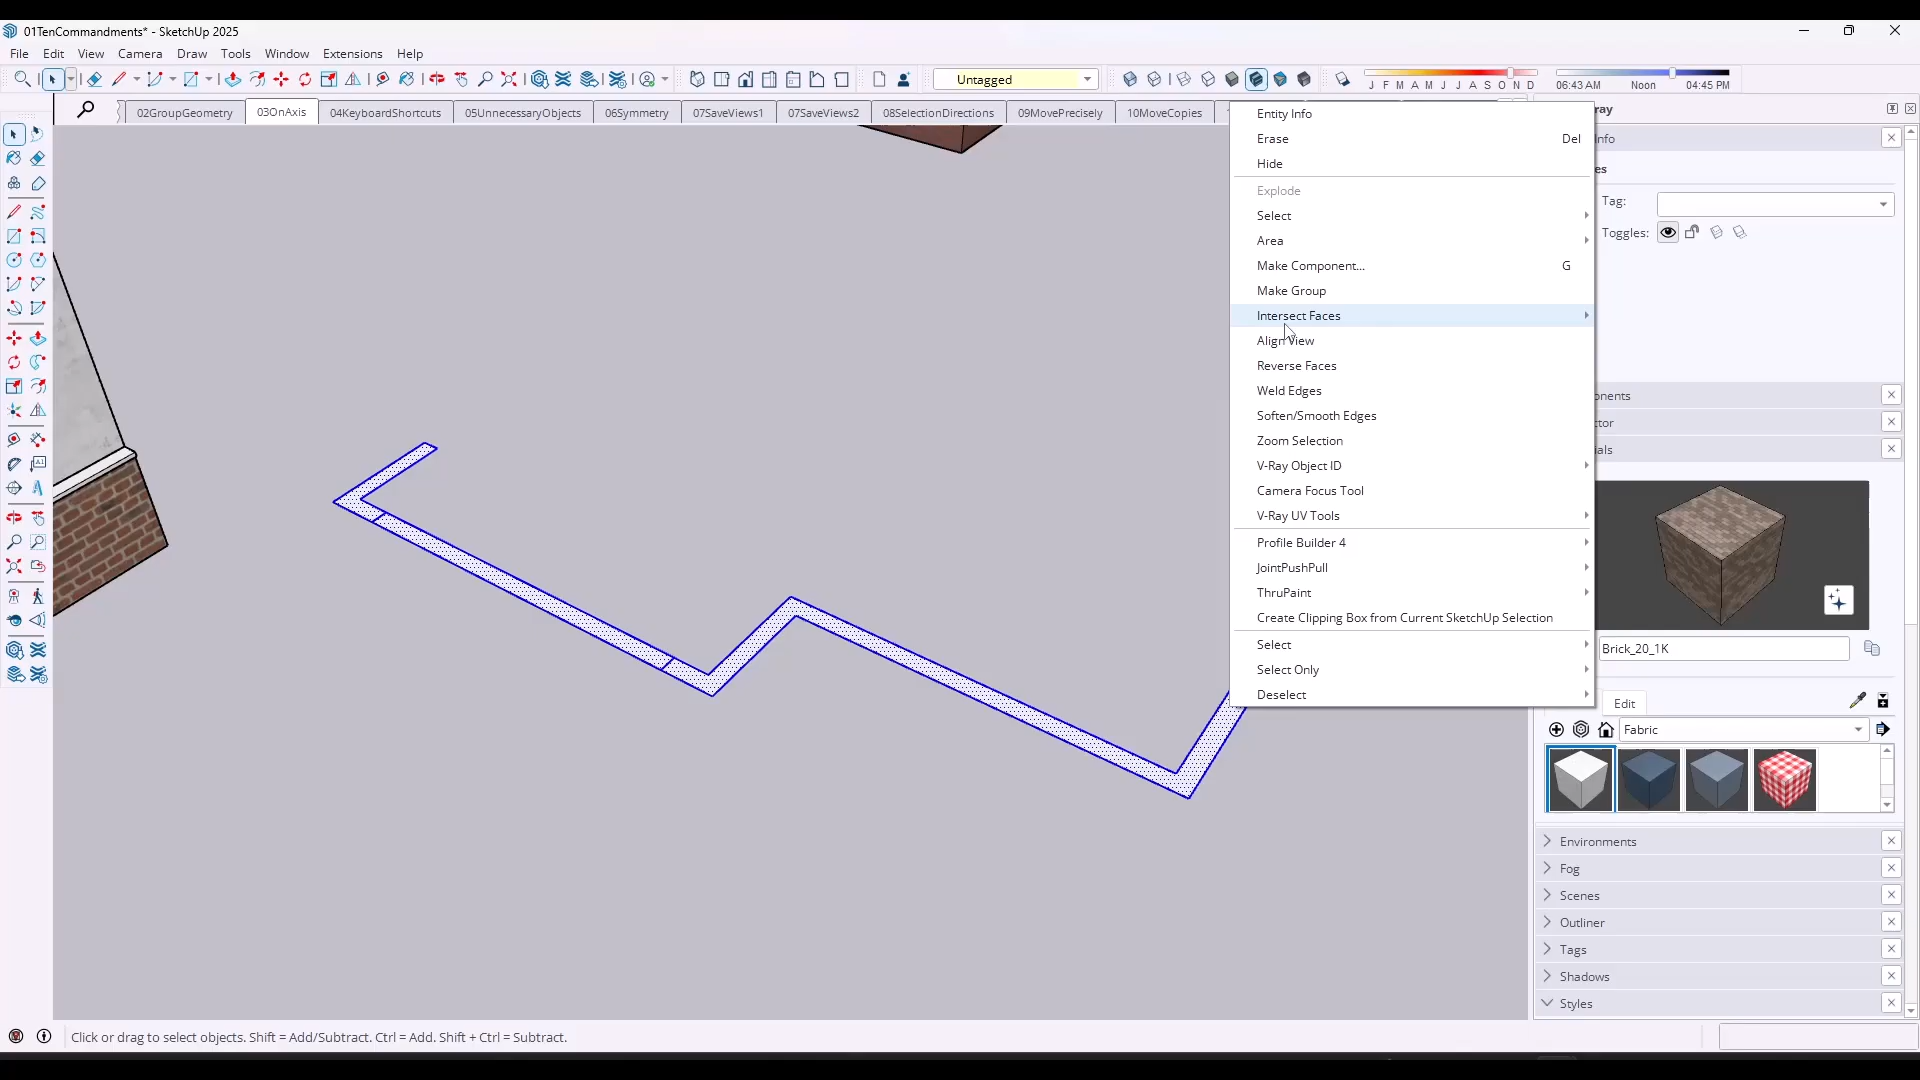 01TenCommandments* - SketchUp 2025
File Edit View Camera Draw Tools Window Extensions Help
Untagged
J F M A M J J A S O N D
06:43 AM Noon 04:45 PM
02GroupGeometry 03OnAxis 04KeyboardShortcuts 05UnnecessaryObjects 06Symmetry 07SaveViews1 07SaveViews2 08SelectionDirections 09MovePrecisely 10MoveCopies
Entity Info
Erase Del
Hide
Explode
Select
Area
Make Component... G
Make Group
Intersect Faces
Align View
Reverse Faces
Weld Edges
Soften/Smooth Edges
Zoom Selection
V-Ray Object ID
Camera Focus Tool
V-Ray UV Tools
Profile Builder 4
JointPushPull
ThruPaint
Create Clipping Box from Current SketchUp Selection
Select
Select Only
Deselect
ray
nfo
es
Tag:
Toggles:
onents
ctor
ials
Brick_20_1K
Edit
Fabric
Environments
Fog
Scenes
Outliner
Tags
Shadows
Styles
Click or drag to select objects. Shift = Add/Subtract. Ctrl = Add. Shift + Ctrl = Subtract.